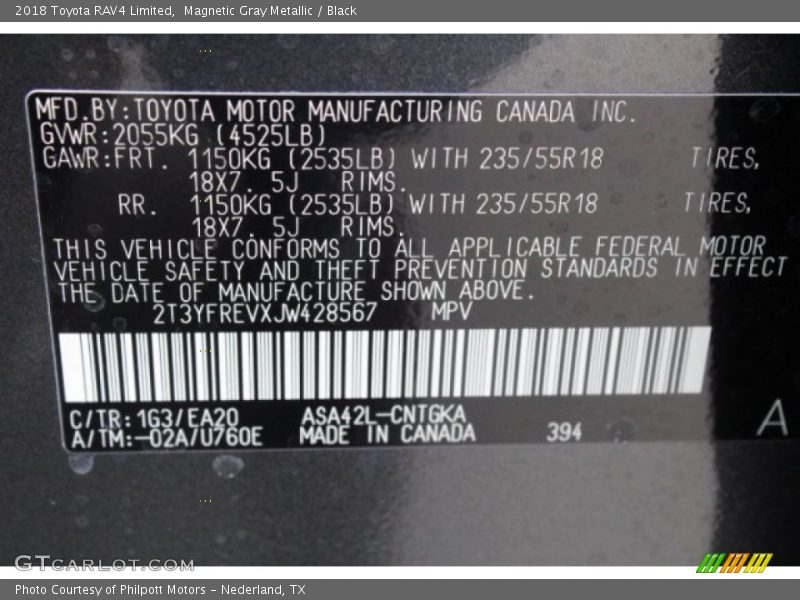 2018 Toyota RAV4 Limited,  Magnetic Gray Metallic / Black
MFD.BY:TOYOTA MOTOR MANUFACTURING CANADA INC.
GVWR:2055KG (4525LB)
GAWR:FRT. 1150KG (2535LB) WITH 235/55R18 TIRES,
18X7. 5J RIMS.
RR. 1150KG (2535LB) WITH 235/55R18 TIRES,
18X7. 5J RIMS.
THIS VEHICLE CONFORMS TO ALL APPLICABLE FEDERAL MOTOR
VEHICLE SAFETY AND THEFT PREVENTION STANDARDS IN EFFECT
THE DATE OF MANUFACTURE SHOWN ABOVE.
2T3YFREVXJW428567 MPV
C/TR:1G3/EA20 ASA42L-CNTGKA
A/TM:-02A/U760E MADE IN CANADA 394
A
GTCARLOT.COM
Photo Courtesy of Philpott Motors - Nederland, TX